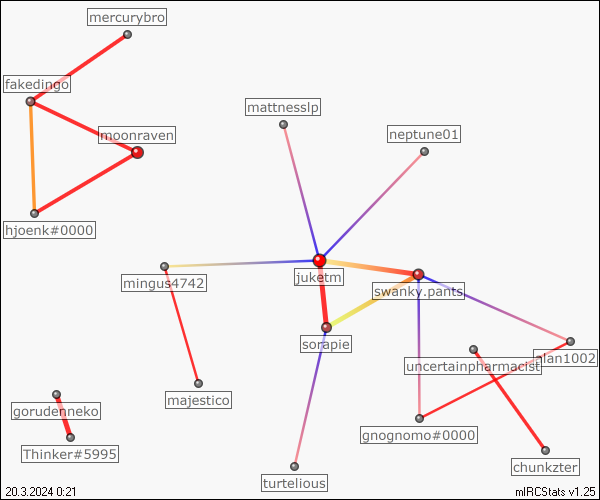 mercurybro
fakedingo
mattnesslp
moonraven
neptune01
hjoenk#0000
mingus4742
juketm
swanky.pants
sorapie
uncertainpharmacist
majestico
gorudenneko
gnognomo#0000
Thinker#5995
chunkzter
turtelious
20.3.2024 0:21
mIRCStats v1.25